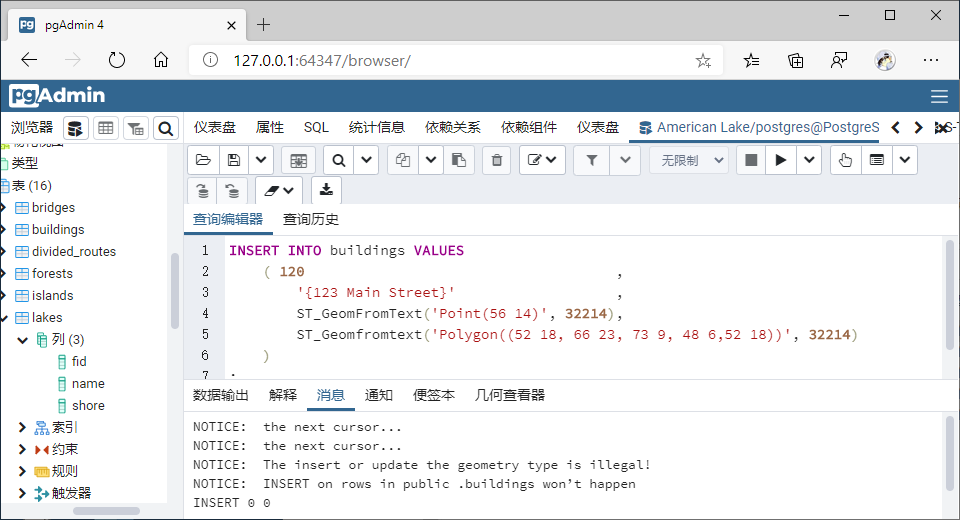 pgAdmin 4
127.0.0.1:64347/browser/
pgAdmin
浏览器
仪表盘 属性 SQL 统计信息 依赖关系 依赖组件 仪表盘 American Lake/postgres@PostgreS
类型
表 (16)
bridges
buildings
divided_routes
forests
islands
lakes
列 (3)
fid
name
shore
索引
约束
规则
触发器
无限制
查询编辑器 查询历史
1 INSERT INTO buildings VALUES
2 ( 120 ,
3 '{123 Main Street}' ,
4 ST_GeomFromText('Point(56 14)', 32214),
5 ST_Geomfromtext('Polygon((52 18, 66 23, 73 9, 48 6,52 18))', 32214)
6 )
7 ;
数据输出 解释 消息 通知 便签本 几何查看器
NOTICE: the next cursor...
NOTICE: the next cursor...
NOTICE: The insert or update the geometry type is illegal!
NOTICE: INSERT on rows in public .buildings won’t happen
INSERT 0 0